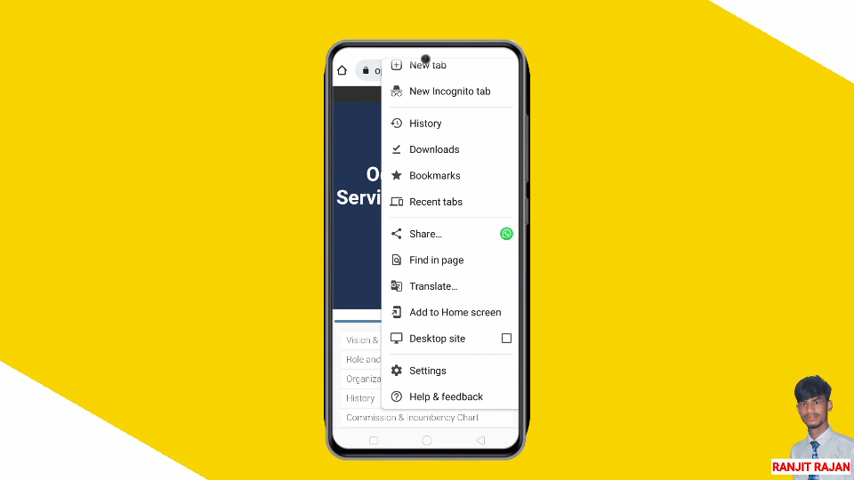 New tab
New Incognito tab
History
Downloads
Bookmarks
Recent tabs
Share...
Find in page
Translate...
Add to Home screen
Desktop site
Settings
Help & feedback
Servi
Vision &
Role and
Organiza
History
Commission & Incumbency Chart
RANJIT RAJAN